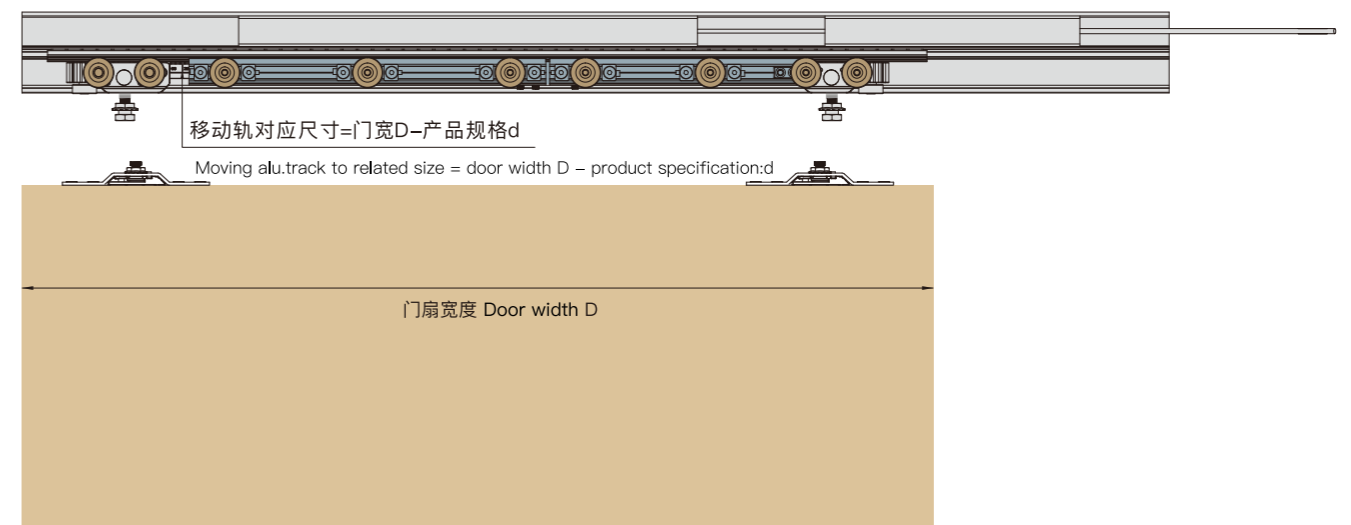 移动轨对应尺寸=门宽D–产品规格d
Moving alu.track to related size = door width D – product specification:d
门扇宽度 Door width D